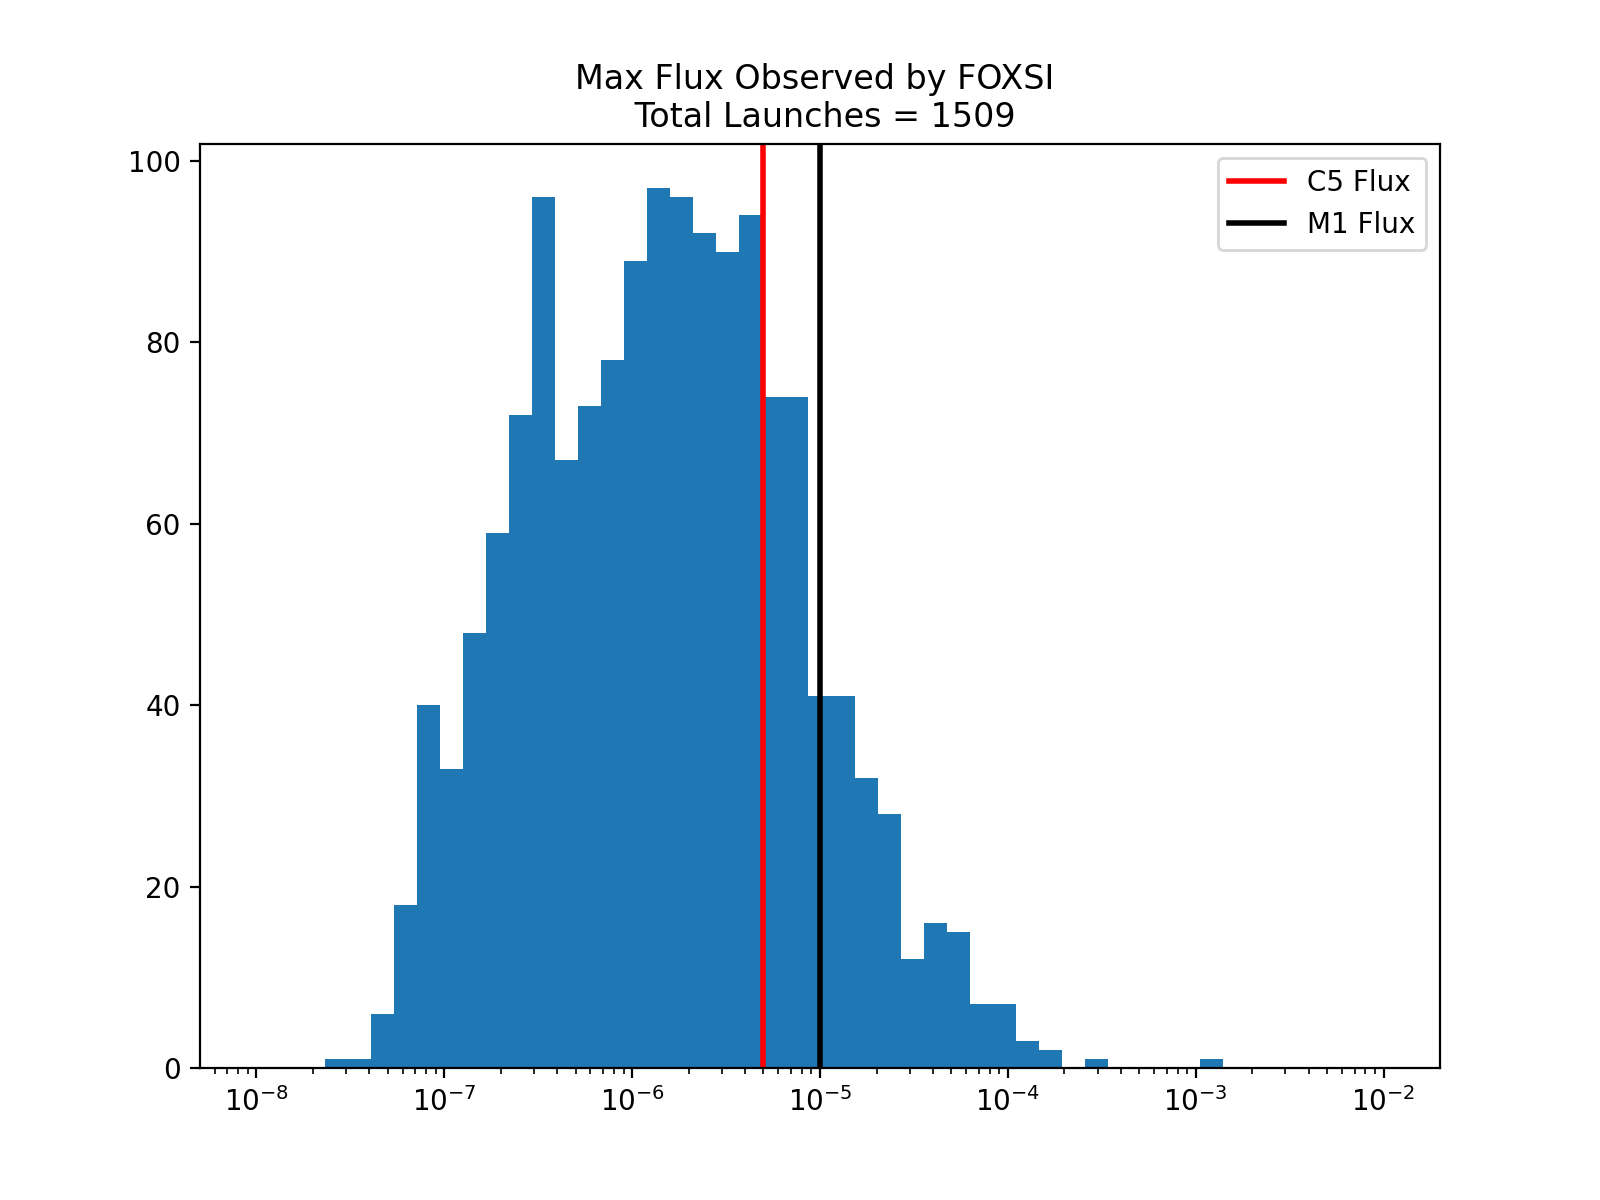 Max Flux Observed by FOXSI
Total Launches = 1509
C5 Flux
M1 Flux
100
80
60
40
20
0
10⁻⁸ 10⁻⁷ 10⁻⁶ 10⁻⁵ 10⁻⁴ 10⁻³ 10⁻²